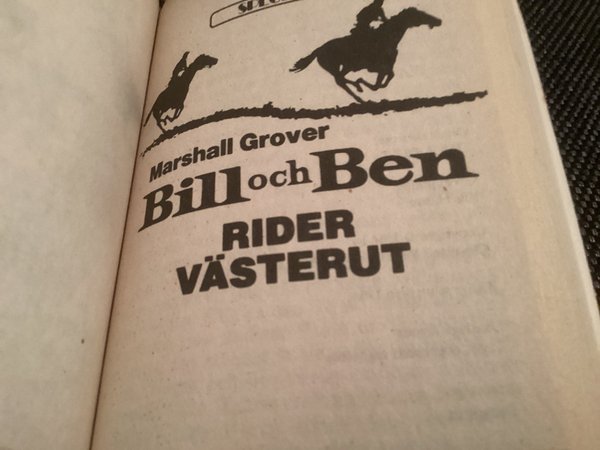 Marshall Grover
Bill och Ben
RIDER
VÄSTERUT